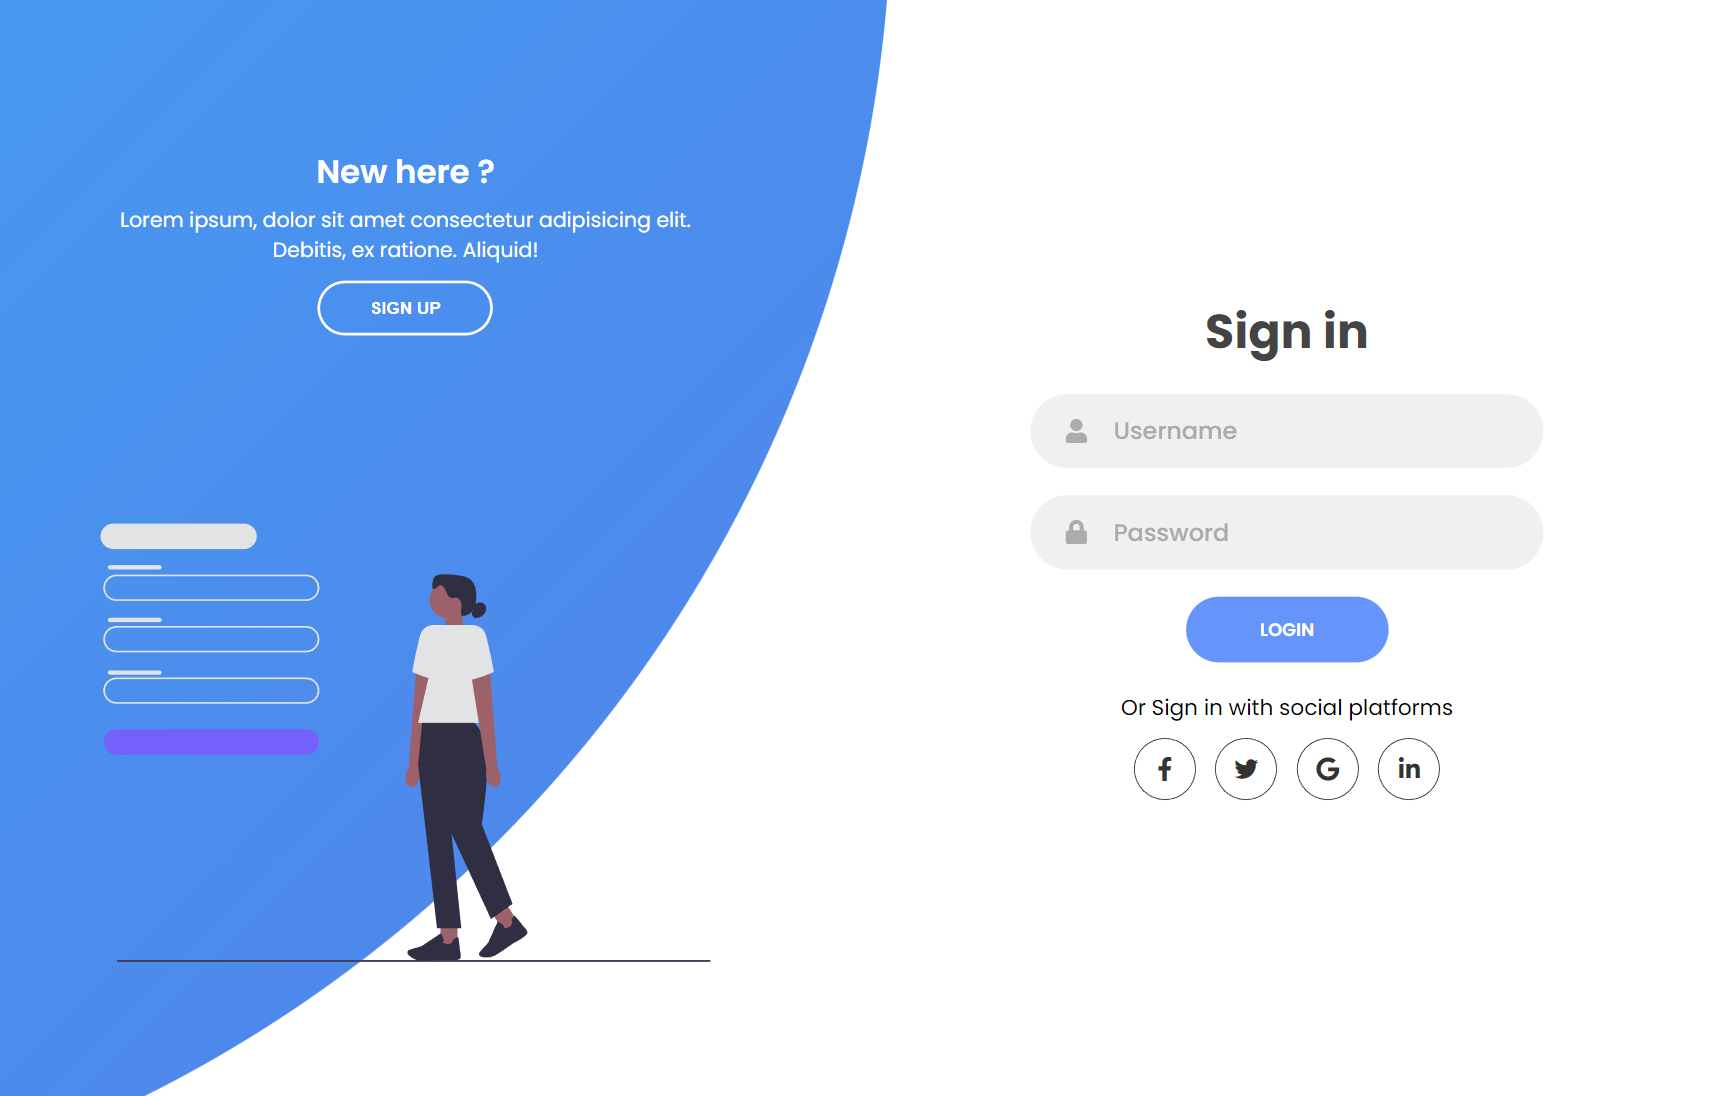 New here ?
Lorem ipsum, dolor sit amet consectetur adipisicing elit.
Debitis, ex ratione. Aliquid!
SIGN UP
Sign in
Username
Password
LOGIN
Or Sign in with social platforms